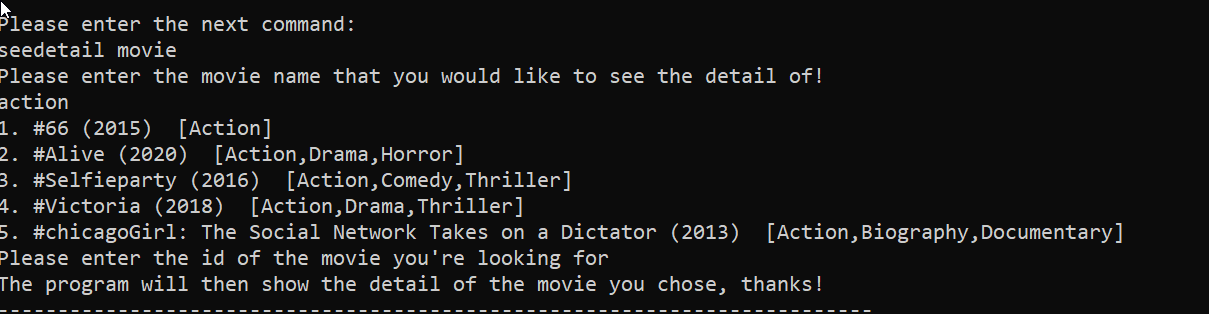 Please enter the next command:
seedetail movie
Please enter the movie name that you would like to see the detail of!
action
1. #66 (2015)  [Action]
2. #Alive (2020)  [Action,Drama,Horror]
3. #Selfieparty (2016)  [Action,Comedy,Thriller]
4. #Victoria (2018)  [Action,Drama,Thriller]
5. #chicagoGirl: The Social Network Takes on a Dictator (2013)  [Action,Biography,Documentary]
Please enter the id of the movie you're looking for
The program will then show the detail of the movie you chose, thanks!
-------------------------------------------------------------------------